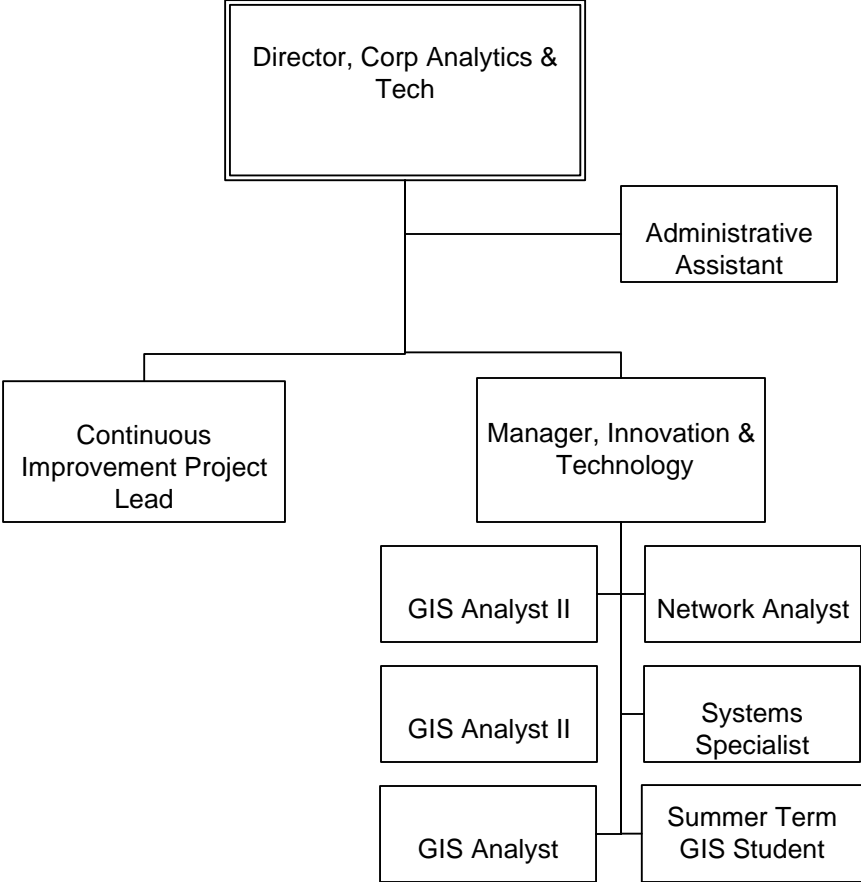 Director, Corp Analytics &
Tech
Administrative
Assistant
Continuous
Improvement Project
Lead
Manager, Innovation &
Technology
GIS Analyst II
Network Analyst
GIS Analyst II
Systems
Specialist
GIS Analyst
Summer Term
GIS Student